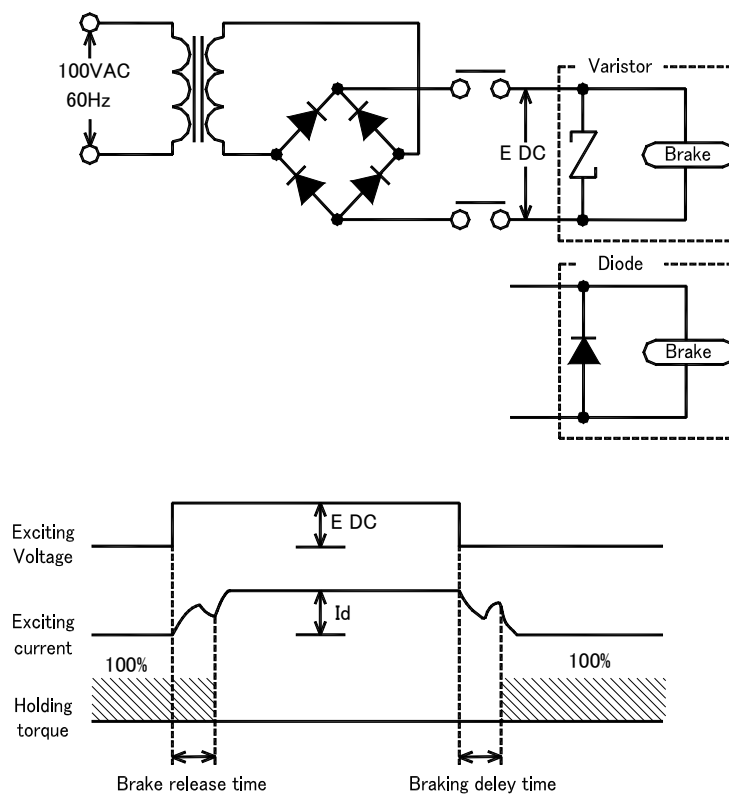 100VAC
60Hz
Varistor
E DC
Brake
Diode
Brake
Exciting
Voltage
E DC
Exciting
current
Id
100%
100%
Holding
torque
Brake release time
Braking deley time